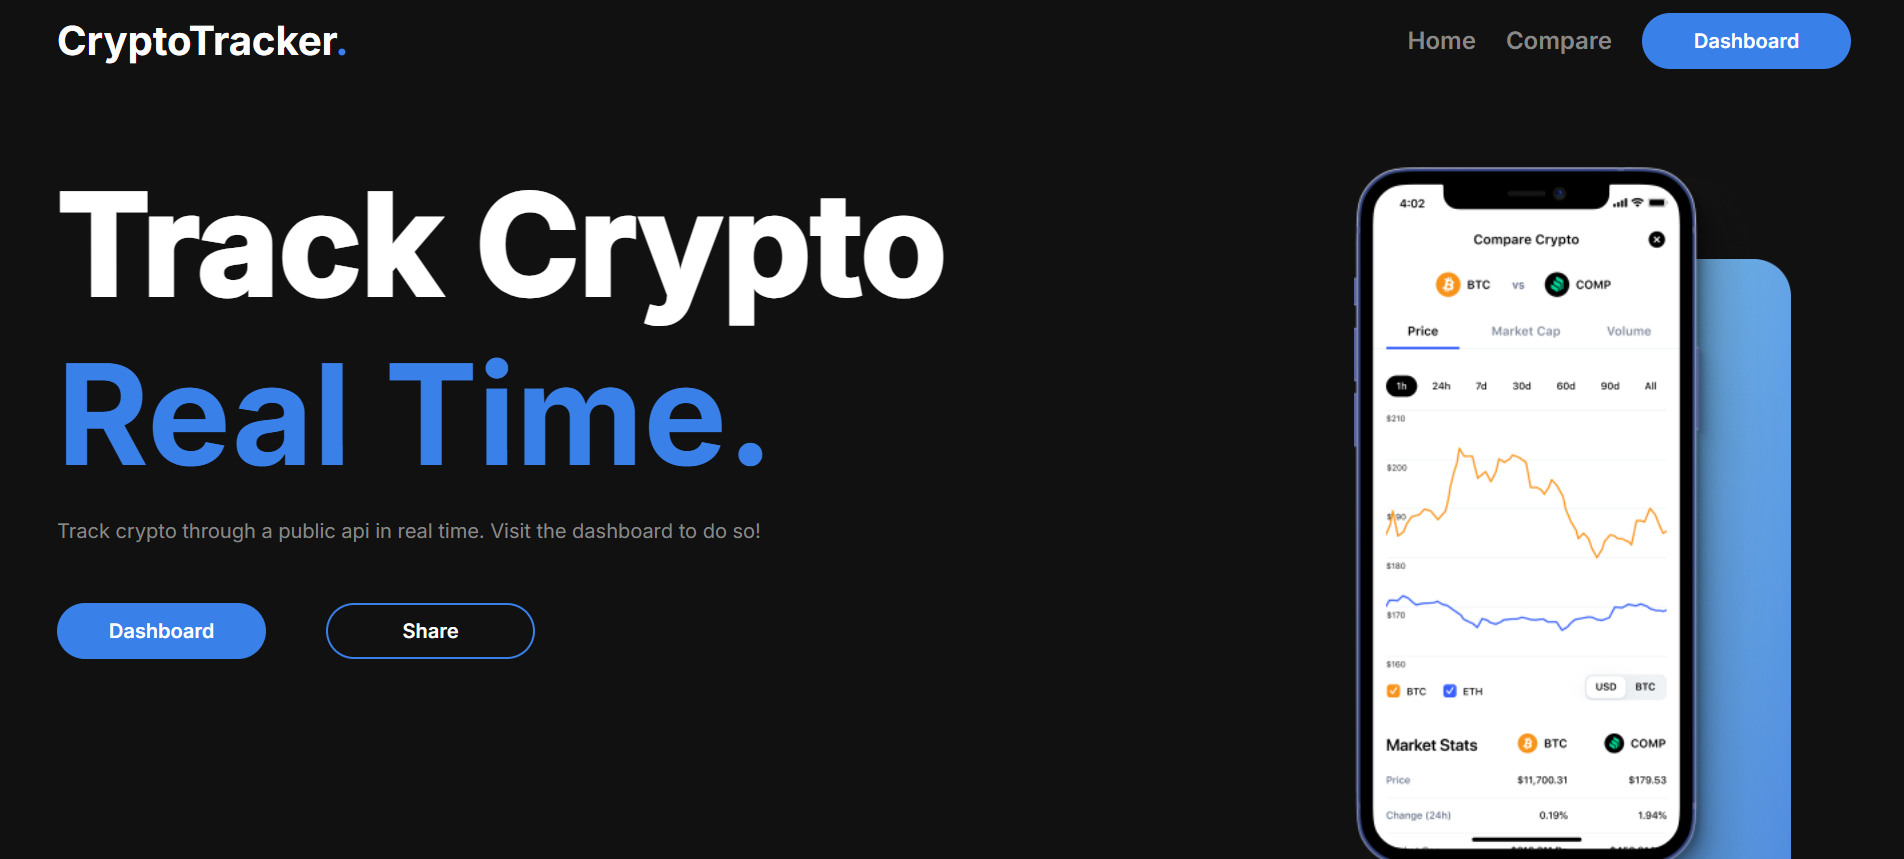 CryptoTracker.
Home Compare Dashboard
Track Crypto
Real Time.
Track crypto through a public api in real time. Visit the dashboard to do so!
Dashboard Share
4:02
Compare Crypto
BTC vs COMP
Price Market Cap Volume
1h 24h 7d 30d 60d 90d All
$210
$200
$190
$180
$170
$160
BTC ETH USD BTC
Market Stats BTC COMP
Price $11,700.31 $179.53
Change (24h) 0.19% 1.94%